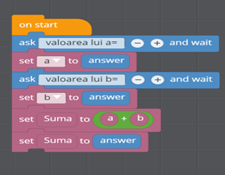 on start
ask valoarea lui a= − + and wait
set a to answer
ask valoarea lui b= − + and wait
set b to answer
set Suma to a + b
set Suma to answer